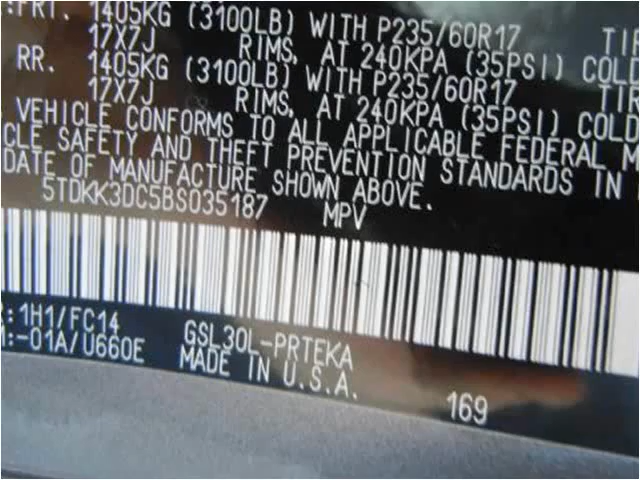 :FRT. 1405KG (3100LB) WITH P235/60R17 TIR
17X7J RIMS, AT 240KPA (35PSI) COLD
RR. 1405KG (3100LB) WITH P235/60R17 TIR
17X7J RIMS, AT 240KPA (35PSI) COLD
VEHICLE CONFORMS TO ALL APPLICABLE FEDERAL M
CLE SAFETY AND THEFT PREVENTION STANDARDS IN
DATE OF MANUFACTURE SHOWN ABOVE.
5TDKK3DC5BS035187 MPV
:1H1/FC14
:-01A/U660E
GSL30L-PRTEKA
MADE IN U.S.A.
169